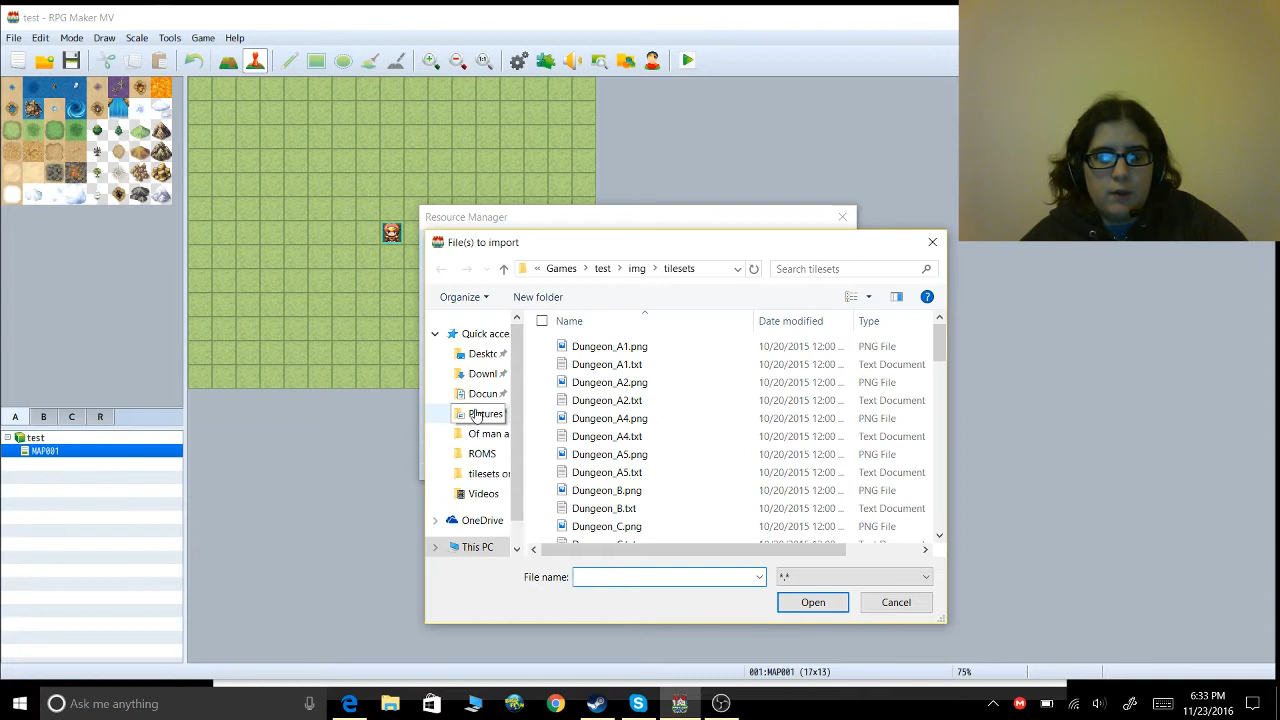 test - RPG Maker MV
File Edit Mode Draw Scale Tools Game Help
1:1
Resource Manager
File(s) to import
« Games > test > img > tilesets
Search tilesets
Organize
New folder
Name Date modified Type
Quick acce
Deskto
Downl
Docun
Pictures
Of man a
ROMS
tilesets or
Videos
OneDrive
This PC
Dungeon_A1.png 10/20/2015 12:00 ... PNG File
Dungeon_A1.txt 10/20/2015 12:00 ... Text Document
Dungeon_A2.png 10/20/2015 12:00 ... PNG File
Dungeon_A2.txt 10/20/2015 12:00 ... Text Document
Dungeon_A4.png 10/20/2015 12:00 ... PNG File
Dungeon_A4.txt 10/20/2015 12:00 ... Text Document
Dungeon_A5.png 10/20/2015 12:00 ... PNG File
Dungeon_A5.txt 10/20/2015 12:00 ... Text Document
Dungeon_B.png 10/20/2015 12:00 ... PNG File
Dungeon_B.txt 10/20/2015 12:00 ... Text Document
Dungeon_C.png 10/20/2015 12:00 ... PNG File
File name:
*.*
Open Cancel
A B C R
test
MAP001
001:MAP001 (17x13) 75%
Ask me anything
6:33 PM
11/23/2016